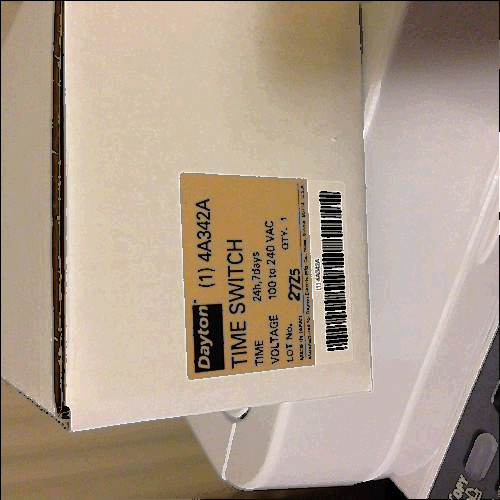 Dayton (1) 4A342A
TIME SWITCH
TIME 24h,7days
VOLTAGE 100 to 240 VAC
LOT No. 27Z5 QTY. 1
MADE IN JAPAN
(1) 4A342A